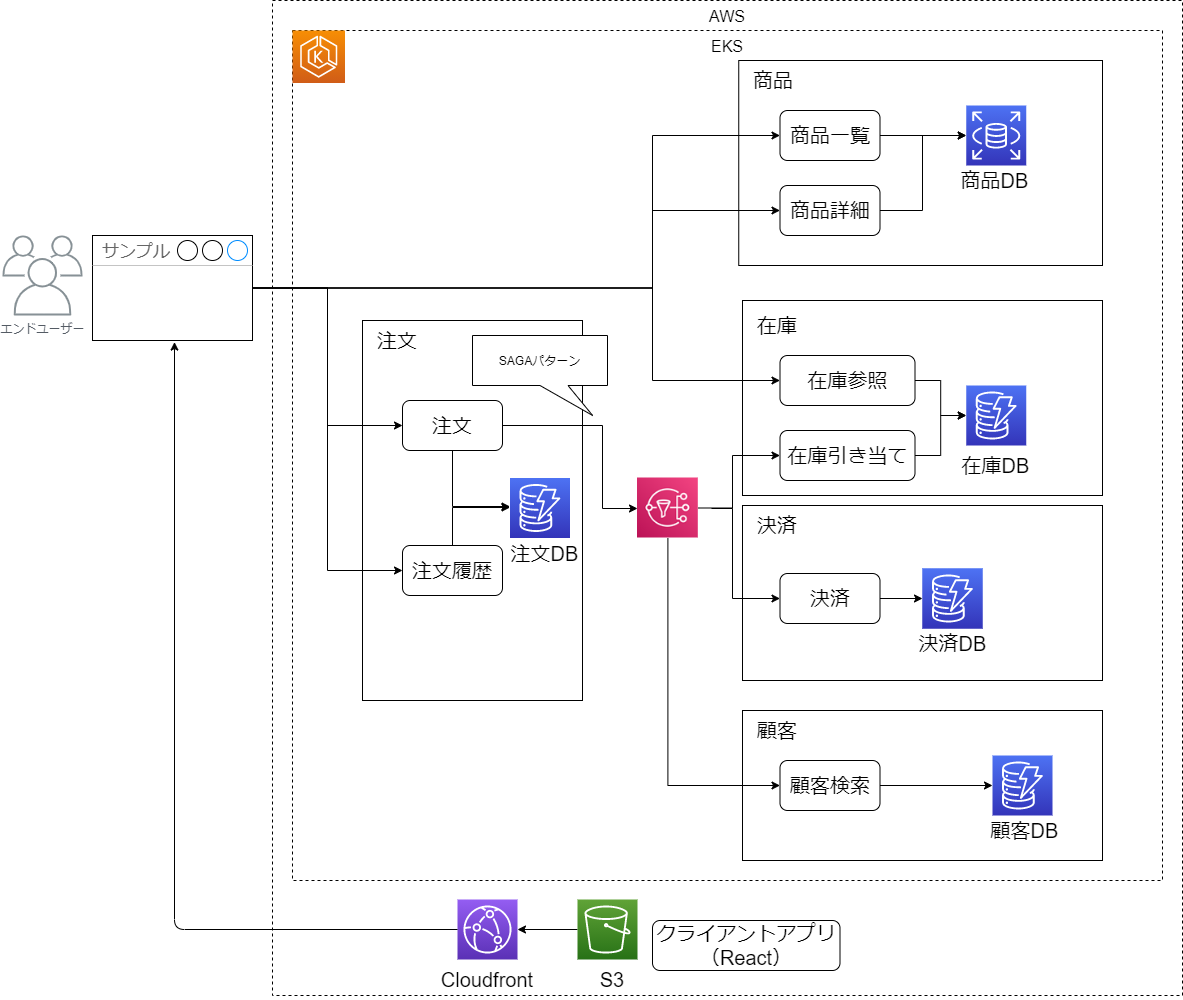 AWS
EKS
商品
商品一覧
商品DB
商品詳細
サンプル
エンドユーザー
注文
SAGAパターン
在庫
在庫参照
注文
在庫引き当て
在庫DB
K
決済
注文DB
注文履歴
決済
決済DB
顧客
顧客検索
顧客DB
クライアントアプリ
（React）
Cloudfront
S3